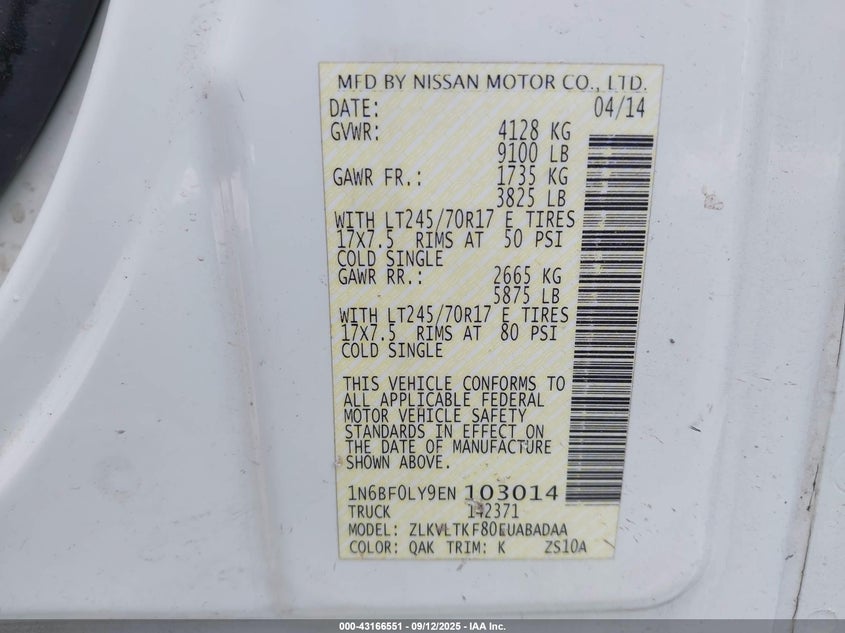 MFD BY NISSAN MOTOR CO., LTD.
DATE: 04/14
GVWR: 4128 KG
9100 LB
GAWR FR.: 1735 KG
3825 LB
WITH LT245/70R17 E TIRES
17X7.5 RIMS AT 50 PSI
COLD SINGLE
GAWR RR.: 2665 KG
5875 LB
WITH LT245/70R17 E TIRES
17X7.5 RIMS AT 80 PSI
COLD SINGLE
THIS VEHICLE CONFORMS TO
ALL APPLICABLE FEDERAL
MOTOR VEHICLE SAFETY
STANDARDS IN EFFECT ON
THE DATE OF MANUFACTURE
SHOWN ABOVE.
1N6BF0LY9EN 103014
TRUCK 142371
MODEL: ZLKVLTKF80EUABADAA
COLOR: QAK TRIM: K ZS10A
000-43166551 - 09/12/2025 - IAA Inc.